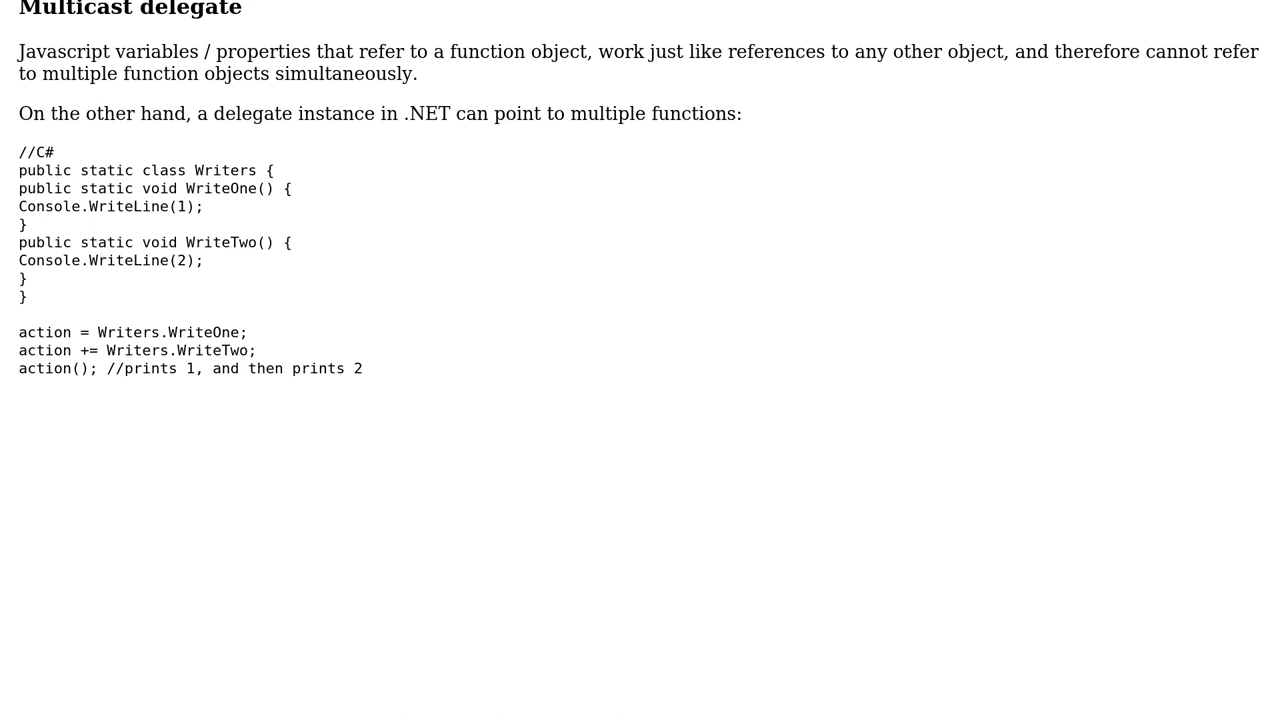 Multicast delegate
Javascript variables / properties that refer to a function object, work just like references to any other object, and therefore cannot refer
to multiple function objects simultaneously.
On the other hand, a delegate instance in .NET can point to multiple functions:
//C#
public static class Writers {
public static void WriteOne() {
Console.WriteLine(1);
}
public static void WriteTwo() {
Console.WriteLine(2);
}
}
action = Writers.WriteOne;
action += Writers.WriteTwo;
action(); //prints 1, and then prints 2